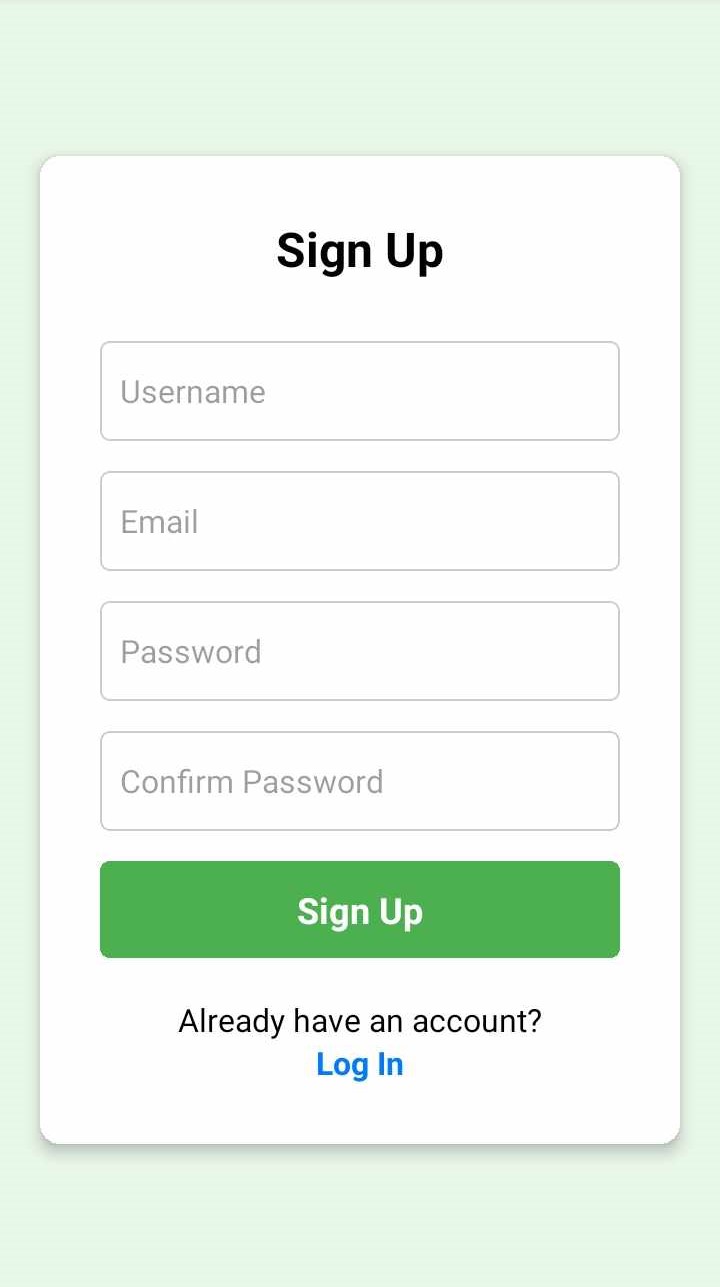 Sign Up
Username
Email
Password
Confirm Password
Sign Up
Already have an account?
Log In